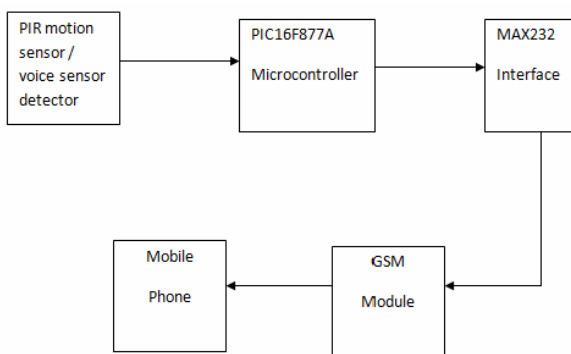 PIR motion
sensor /
voice sensor
detector
PIC16F877A
Microcontroller
MAX232
Interface
Mobile
Phone
GSM
Module